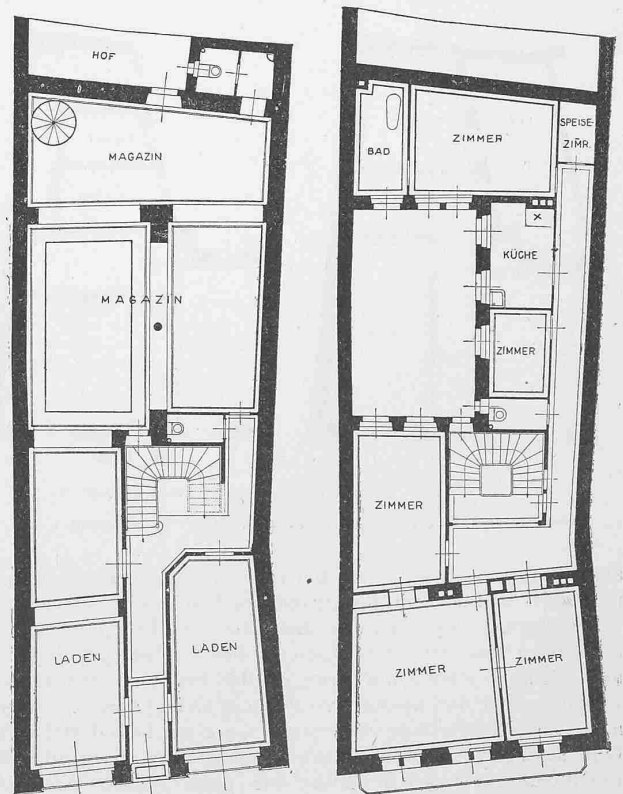 HOF
MAGAZIN
MAGAZIN
LADEN
LADEN
BAD
ZIMMER
SPEISE-
ZIMR.
KÜCHE
ZIMMER
ZIMMER
ZIMMER
ZIMMER